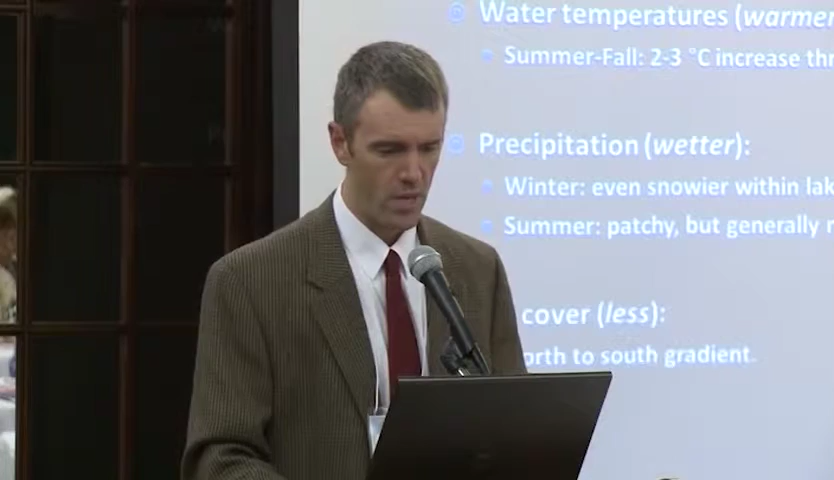 Water temperatures (warmer
Summer-Fall: 2-3 °C increase thr
Precipitation (wetter):
Winter: even snowier within lak
Summer: patchy, but generally
cover (less):
orth to south gradient.